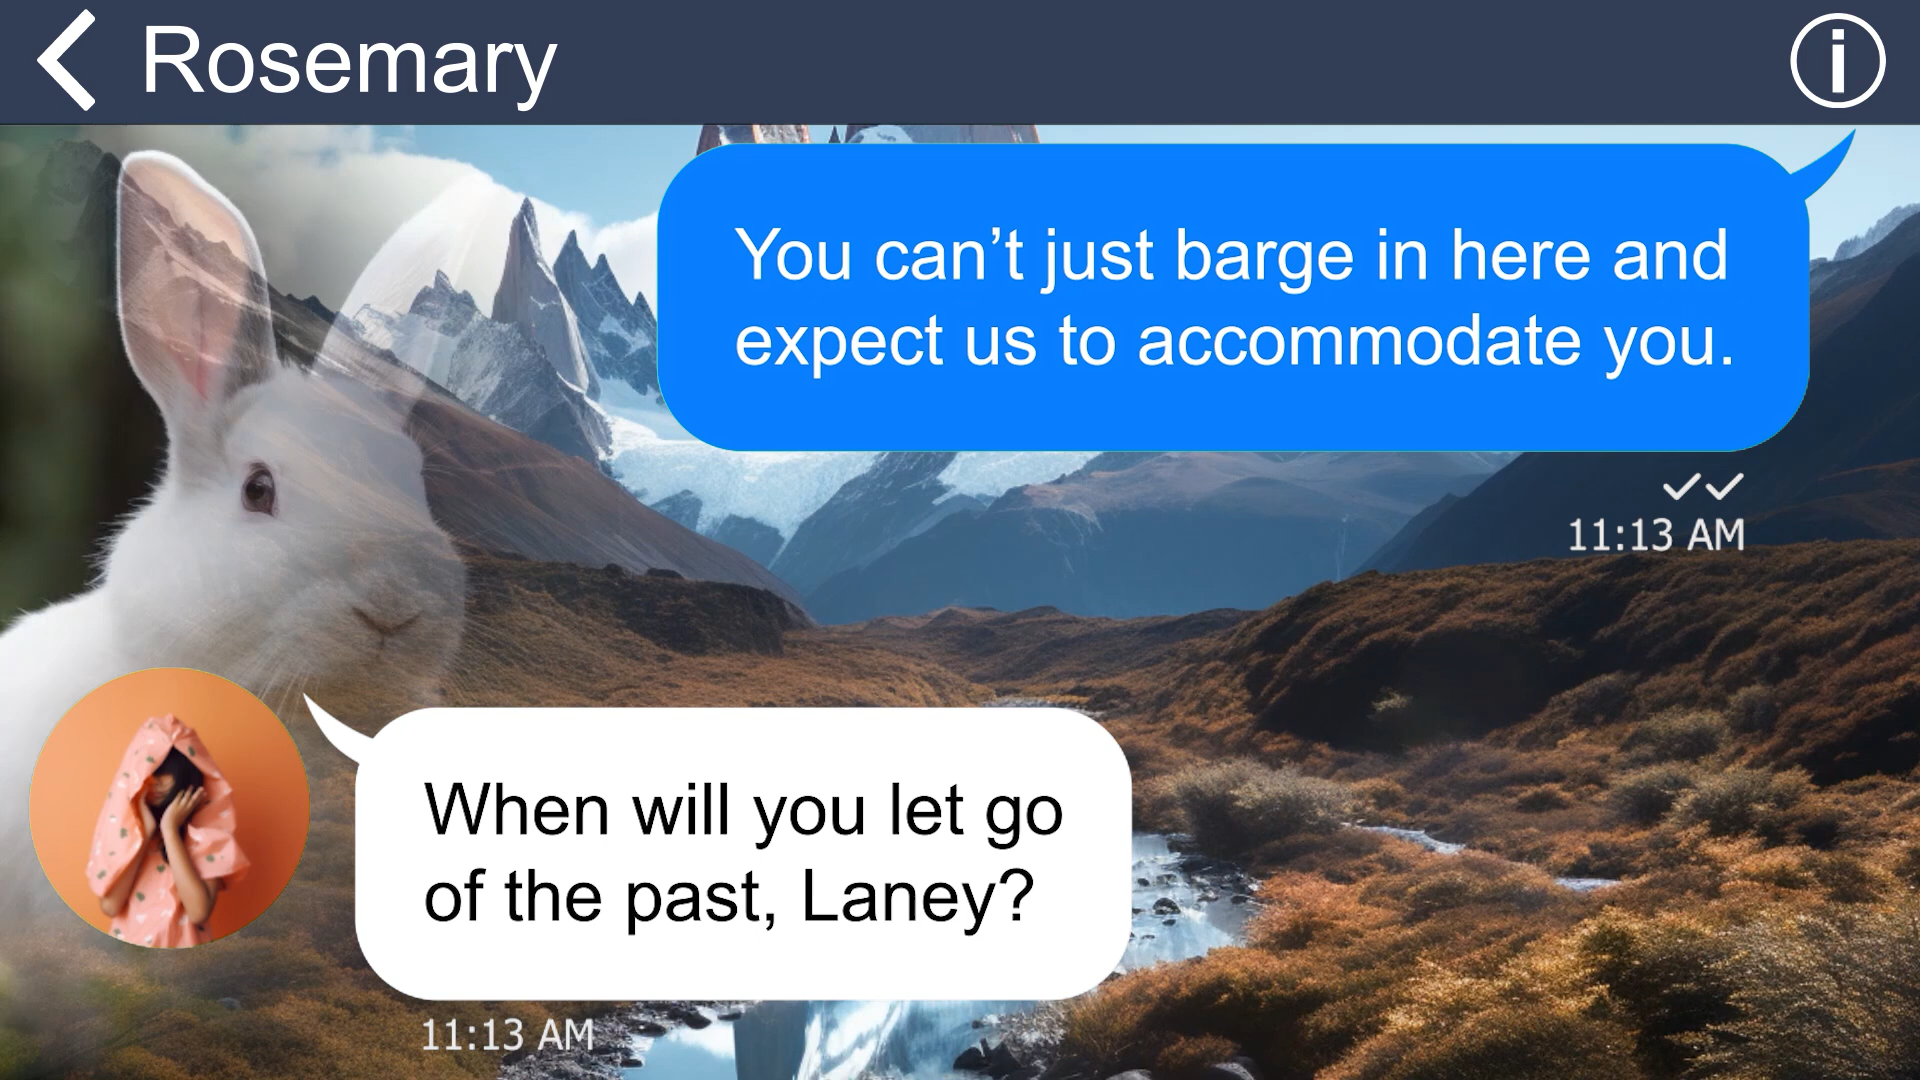 Rosemary
You can’t just barge in here and
expect us to accommodate you.
11:13 AM
When will you let go
of the past, Laney?
11:13 AM